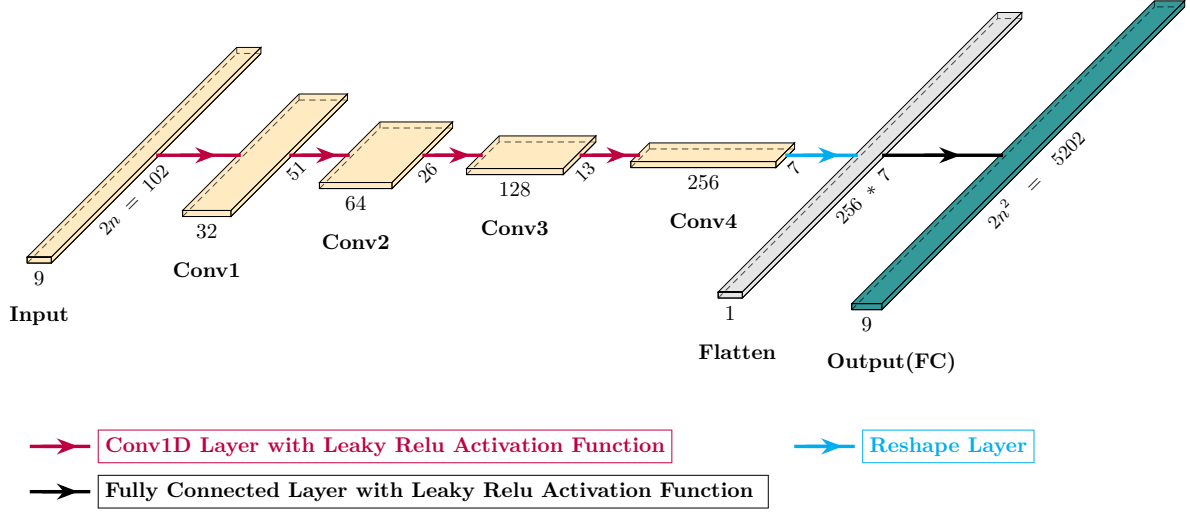 2n = 102
9
Input
32
Conv1
51
64
Conv2
26
128
Conv3
13
256
Conv4
7
1
Flatten
256 * 7
9
Output(FC)
2n² = 5202
Conv1D Layer with Leaky Relu Activation Function
Reshape Layer
Fully Connected Layer with Leaky Relu Activation Function